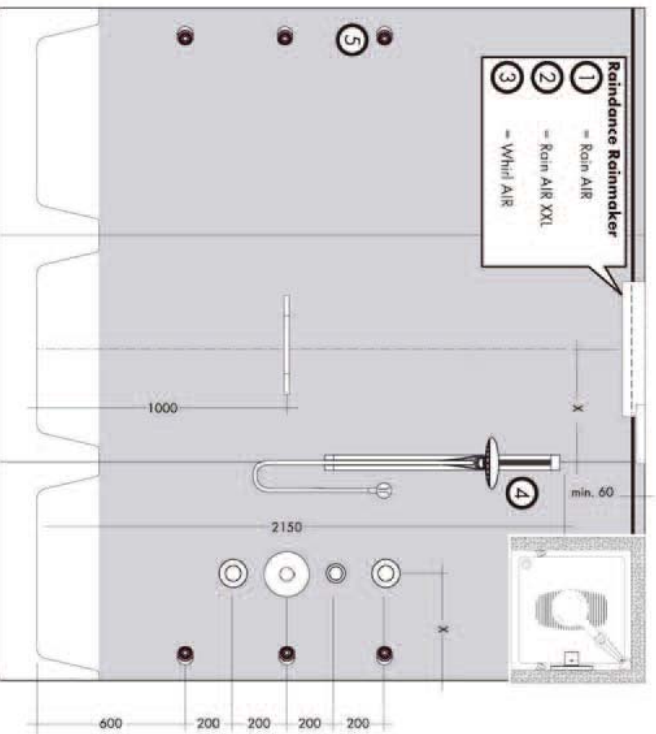 Raindance Rainmaker
1 = Rain AIR
2 = Rain AIR XXL
3 = Whirl AIR
5
1000
X
4
min. 60
2150
X
600
200
200
200
200